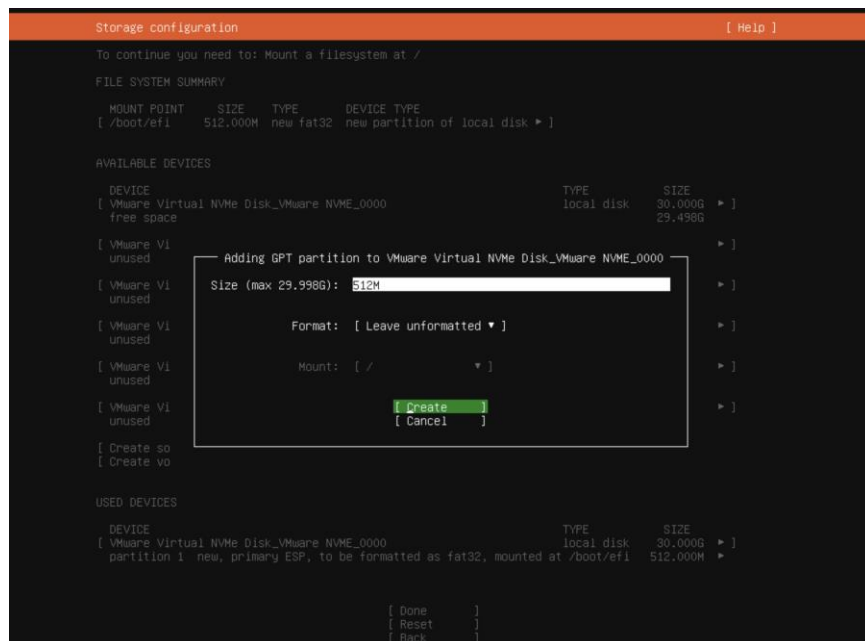 Storage configuration [ Help ]
To continue you need to: Mount a filesystem at /
FILE SYSTEM SUMMARY
MOUNT POINT SIZE TYPE DEVICE TYPE
[ /boot/efi 512.000M new fat32 new partition of local disk ▸ ]
AVAILABLE DEVICES
DEVICE TYPE SIZE
[ VMware Virtual NVMe Disk_VMware NVME_0000 local disk 30.000G ▸ ]
free space 29.498G
[ VMware Vi ▸ ]
unused
Adding GPT partition to VMware Virtual NVMe Disk_VMware NVME_0000
[ VMware Vi ▸ ]
unused
Size (max 29.998G): 512M
[ VMware Vi ▸ ]
unused
Format: [ Leave unformatted ▾ ]
[ VMware Vi ▸ ]
unused
Mount: [ / ▾ ]
[ VMware Vi ▸ ]
unused
[ Create ]
[ Cancel ]
[ Create so
[ Create vo
USED DEVICES
DEVICE TYPE SIZE
[ VMware Virtual NVMe Disk_VMware NVME_0000 local disk 30.000G ▸ ]
partition 1 new, primary ESP, to be formatted as fat32, mounted at /boot/efi 512.000M ▸
[ Done ]
[ Reset ]
[ Back ]